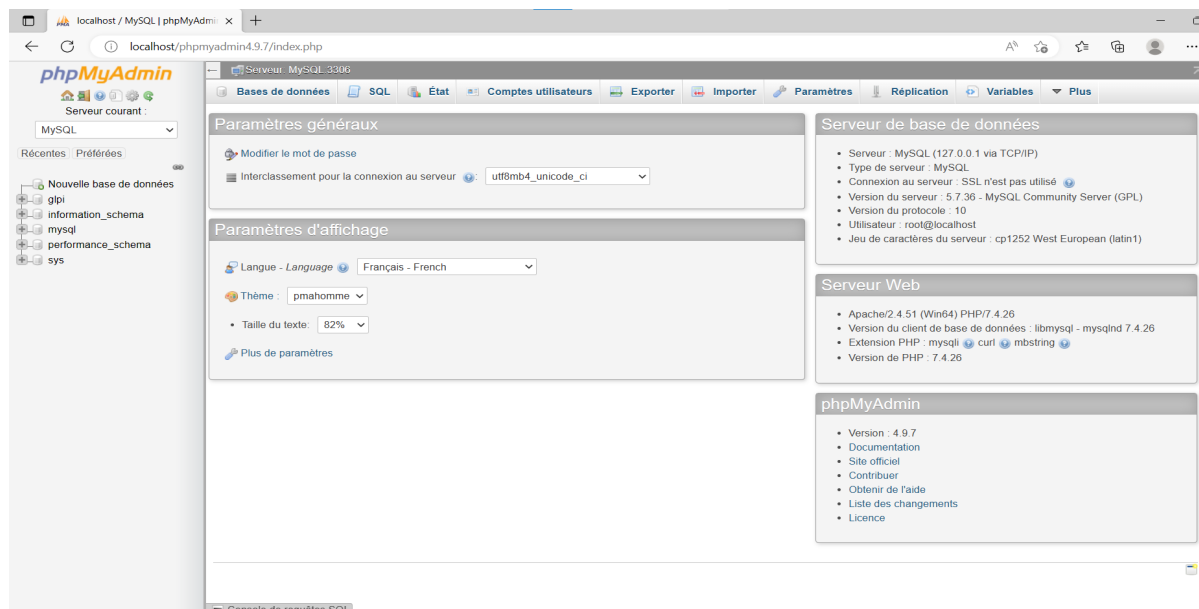 localhost / MySQL | phpMyAdmi
localhost/phpmyadmin4.9.7/index.php
phpMyAdmin
Serveur courant :
MySQL
Récentes Préférées
Nouvelle base de données
glpi
information_schema
mysql
performance_schema
sys
Serveur: MySQL:3306
Bases de données SQL État Comptes utilisateurs Exporter Importer Paramètres Réplication Variables Plus
Paramètres généraux
Modifier le mot de passe
Interclassement pour la connexion au serveur : utf8mb4_unicode_ci
Paramètres d'affichage
Langue - Language Français - French
Thème : pmahomme
Taille du texte: 82%
Plus de paramètres
Serveur de base de données
Serveur : MySQL (127.0.0.1 via TCP/IP)
Type de serveur : MySQL
Connexion au serveur : SSL n'est pas utilisé
Version du serveur : 5.7.36 - MySQL Community Server (GPL)
Version du protocole : 10
Utilisateur : root@localhost
Jeu de caractères du serveur : cp1252 West European (latin1)
Serveur Web
Apache/2.4.51 (Win64) PHP/7.4.26
Version du client de base de données : libmysql - mysqlnd 7.4.26
Extension PHP : mysqli curl mbstring
Version de PHP : 7.4.26
phpMyAdmin
Version : 4.9.7
Documentation
Site officiel
Contribuer
Obtenir de l'aide
Liste des changements
Licence
Console de requêtes SQL